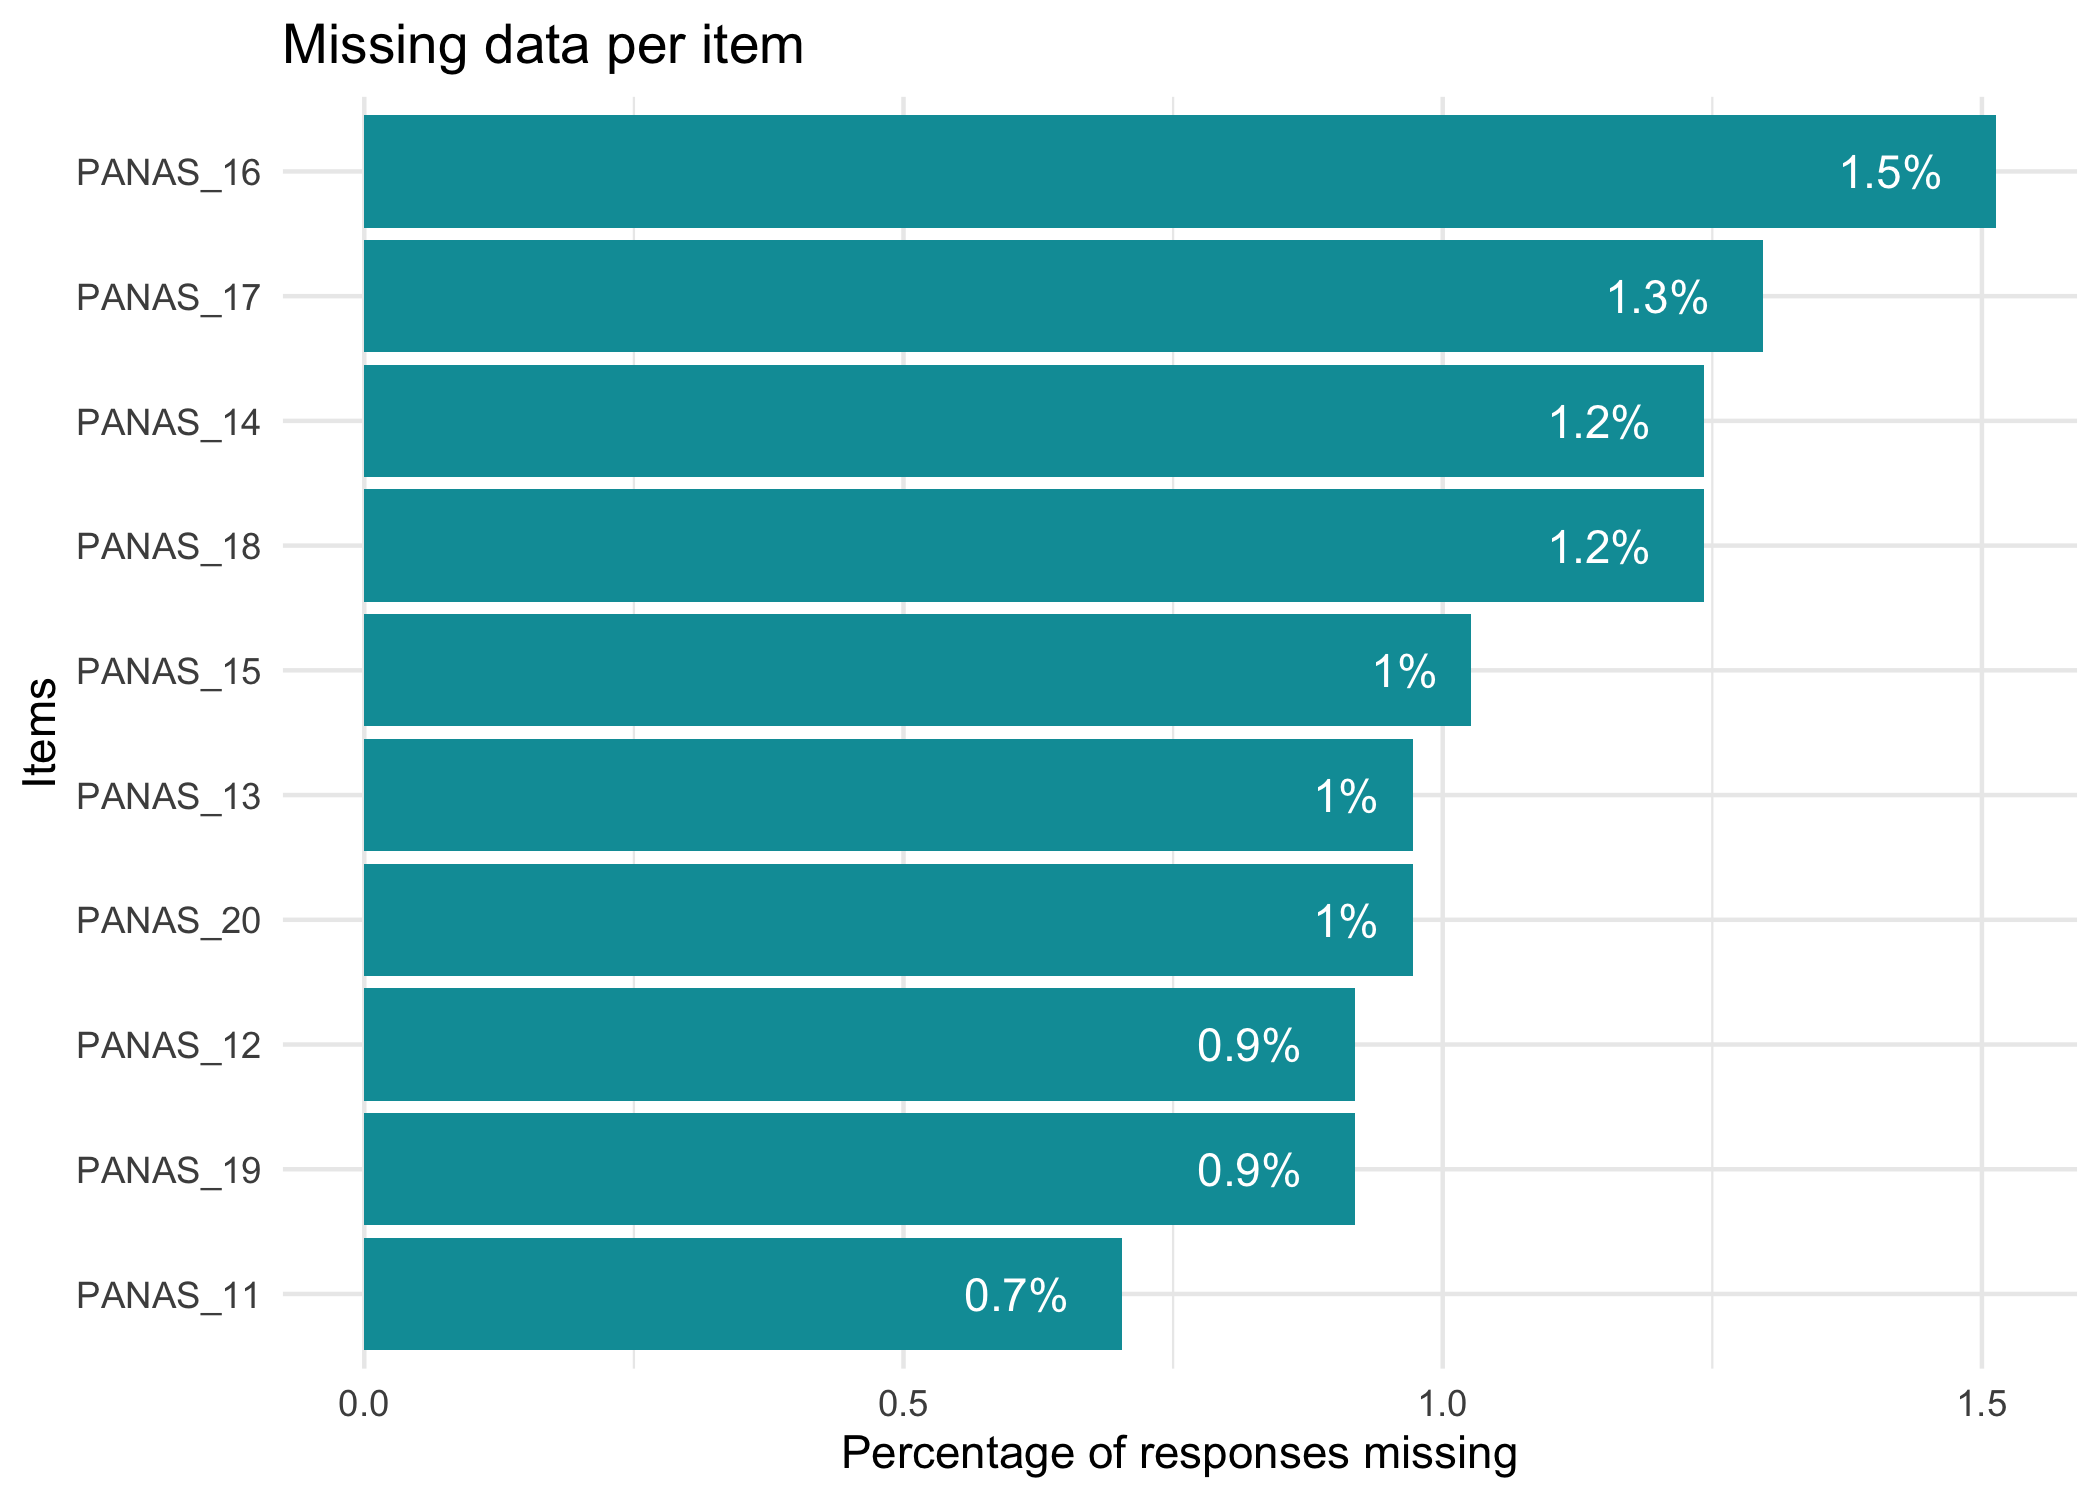 Missing data per item
Items
PANAS_16 1.5%
PANAS_17 1.3%
PANAS_14 1.2%
PANAS_18 1.2%
PANAS_15 1%
PANAS_13 1%
PANAS_20 1%
PANAS_12 0.9%
PANAS_19 0.9%
PANAS_11 0.7%
0.0 0.5 1.0 1.5
Percentage of responses missing